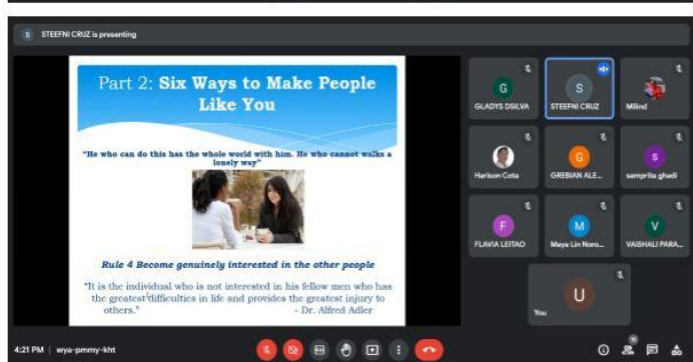 S STEEFNI CRUZ is presenting
Part 2: Six Ways to Make People
Like You
"He who can do this has the whole world with him. He who cannot walks a
lonely way"
Rule 4 Become genuinely interested in the other people
"It is the individual who is not interested in his fellow men who has
the greatest difficulties in life and provides the greatest injury to
others." - Dr. Alfred Adler
G
GLADYS DSILVA
S
STEEFNI CRUZ
Milind
Harison Cota
G
GREBIAN ALE...
S
samprita ghadi
F
FLAVIA LEITAO
M
Maya Lin Noro...
V
VAISHALI PARA...
U
You
4:21 PM | wya-pmmy-kht